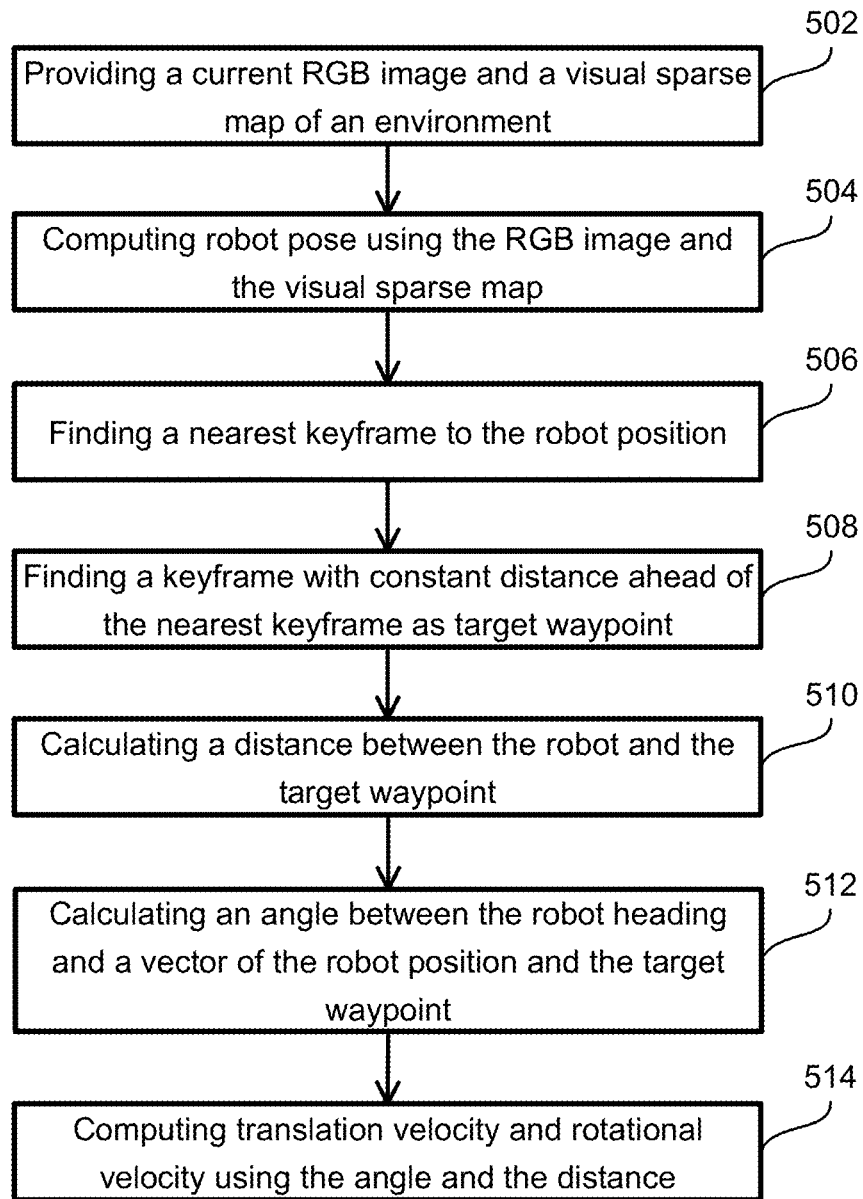 502
Providing a current RGB image and a visual sparse
map of an environment
504
Computing robot pose using the RGB image and
the visual sparse map
506
Finding a nearest keyframe to the robot position
508
Finding a keyframe with constant distance ahead of
the nearest keyframe as target waypoint
510
Calculating a distance between the robot and the
target waypoint
512
Calculating an angle between the robot heading
and a vector of the robot position and the target
waypoint
514
Computing translation velocity and rotational
velocity using the angle and the distance